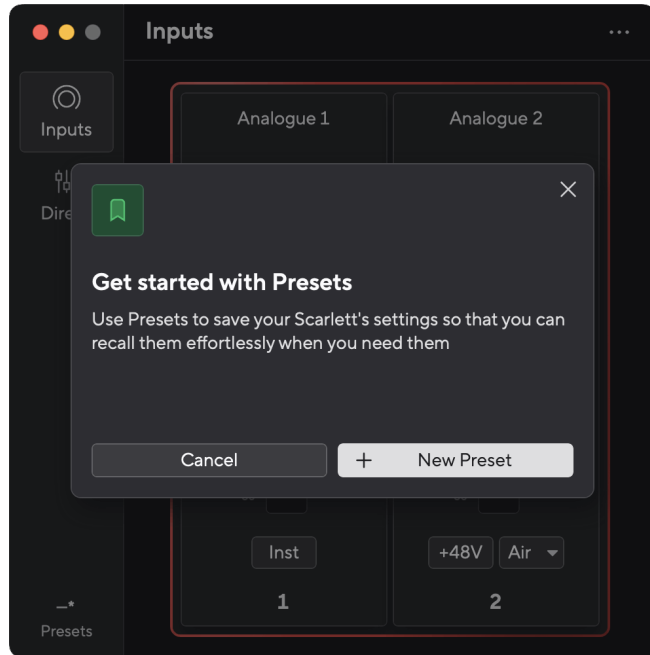 Inputs
Inputs
Analogue 1
Analogue 2
Get started with Presets
Use Presets to save your Scarlett's settings so that you can
recall them effortlessly when you need them
Cancel
+ New Preset
Inst
+48V
Air
1
2
Presets